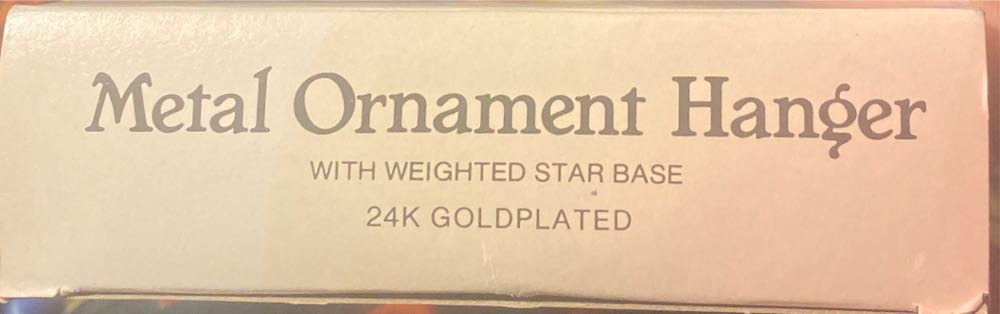 Metal Ornament Hanger
WITH WEIGHTED STAR BASE
24K GOLDPLATED